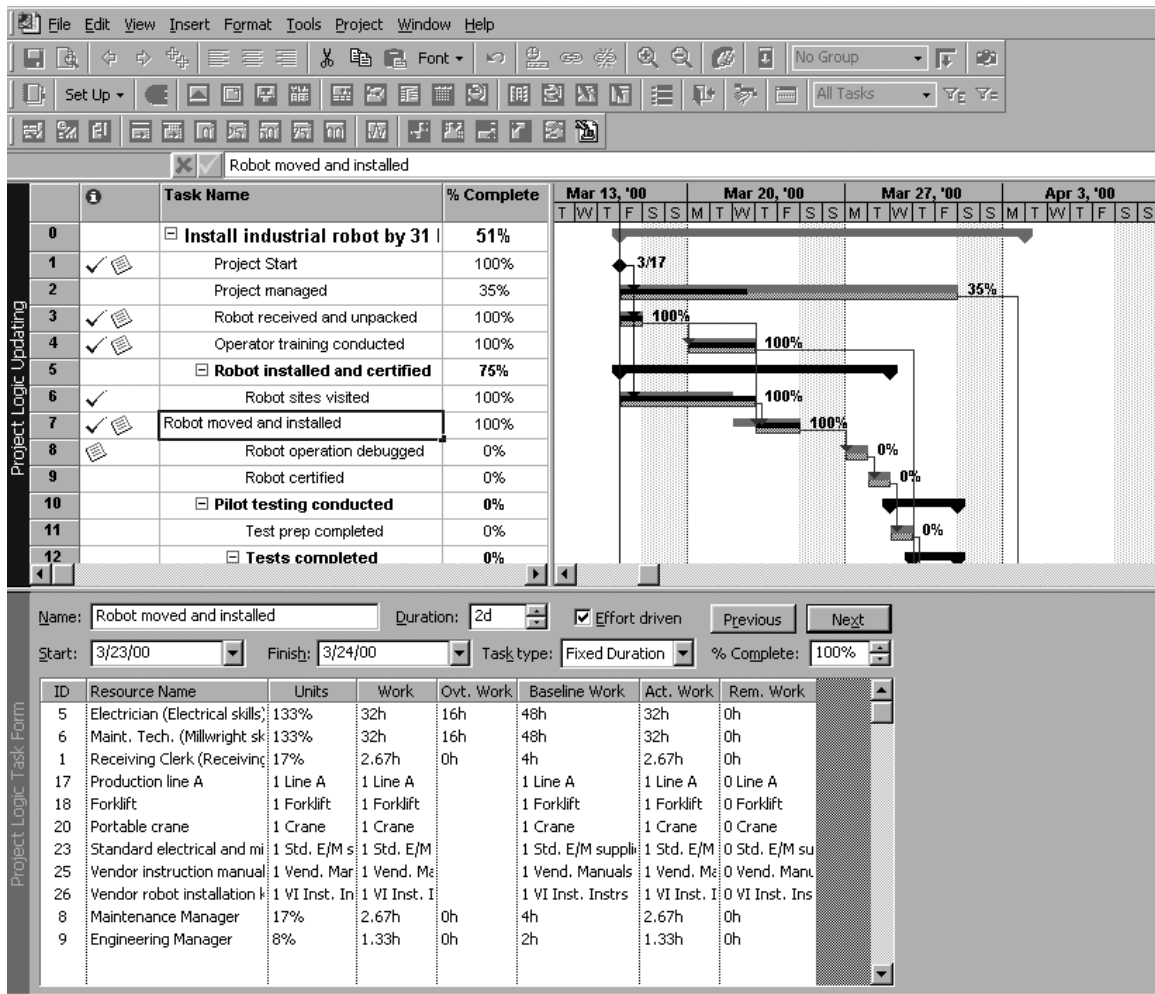 File Edit View Insert Format Tools Project Window Help
Font No Group
Set Up All Tasks
Robot moved and installed
Task Name % Complete Mar 13, '00 Mar 20, '00 Mar 27, '00 Apr 3, '00
T W T F S S M T W T F S S M T W T F S S M T W T F S S
0 Install industrial robot by 31 51%
1 Project Start 100% 3/17
2 Project managed 35% 35%
3 Robot received and unpacked 100% 100%
4 Operator training conducted 100% 100%
5 Robot installed and certified 75%
6 Robot sites visited 100% 100%
7 Robot moved and installed 100% 100%
8 Robot operation debugged 0% 0%
9 Robot certified 0% 0%
10 Pilot testing conducted 0%
11 Test prep completed 0% 0%
12 Tests completed 0%
Project Logic Updating
Name: Robot moved and installed Duration: 2d Effort driven Previous Next
Start: 3/23/00 Finish: 3/24/00 Task type: Fixed Duration % Complete: 100%
ID Resource Name Units Work Ovt. Work Baseline Work Act. Work Rem. Work
5 Electrician (Electrical skills) 133% 32h 16h 48h 32h 0h
6 Maint. Tech. (Millwright sk 133% 32h 16h 48h 32h 0h
1 Receiving Clerk (Receiving 17% 2.67h 0h 4h 2.67h 0h
17 Production line A 1 Line A 1 Line A 1 Line A 1 Line A 0 Line A
18 Forklift 1 Forklift 1 Forklift 1 Forklift 1 Forklift 0 Forklift
20 Portable crane 1 Crane 1 Crane 1 Crane 1 Crane 0 Crane
23 Standard electrical and mi 1 Std. E/M s 1 Std. E/M 1 Std. E/M suppli 1 Std. E/M 0 Std. E/M su
25 Vendor instruction manual 1 Vend. Mar 1 Vend. Ma 1 Vend. Manuals 1 Vend. Ma 0 Vend. Manu
26 Vendor robot installation k 1 VI Inst. In 1 VI Inst. I 1 VI Inst. Instrs 1 VI Inst. I 0 VI Inst. Ins
8 Maintenance Manager 17% 2.67h 0h 4h 2.67h 0h
9 Engineering Manager 8% 1.33h 0h 2h 1.33h 0h
Project Logic Task Form